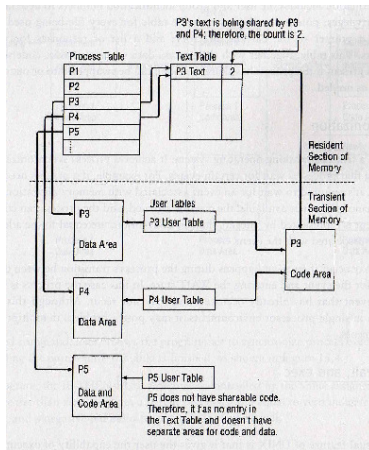 P3's text is being shared by P3
and P4; therefore, the count is 2.
Process Table
Text Table
P1
P2
P3
P4
P5
P3 Text
2
Resident
Section of
Memory
Transient
Section of
Memory
User Tables
P3
Data Area
P3 User Table
P3
Code Area
P4
Data Area
P4 User Table
P5
Data and
Code Area
P5 User Table
P5 does not have shareable code.
Therefore, it has no entry in
the Text Table and doesn't have
separate areas for code and data.